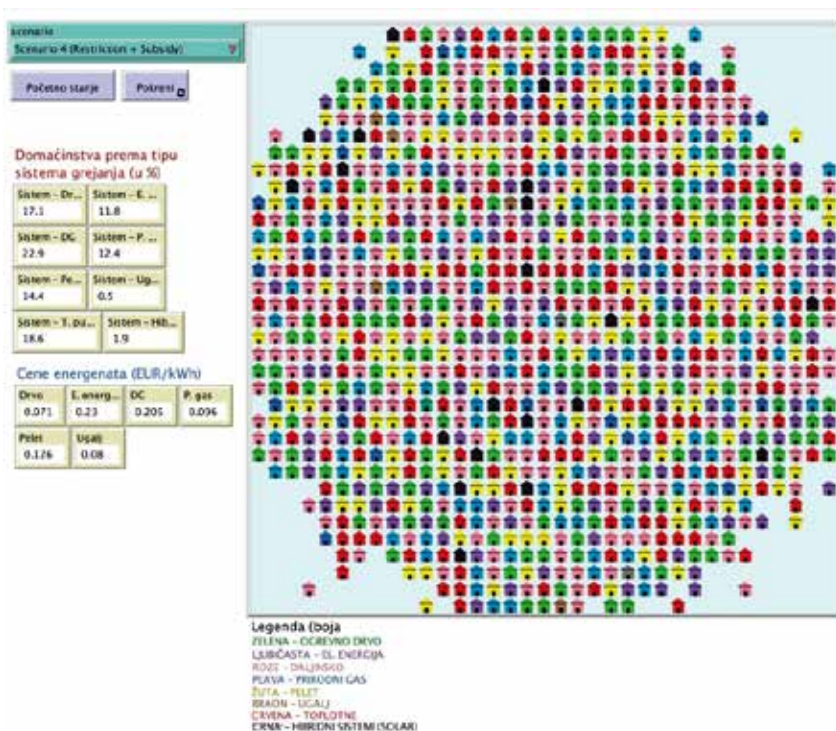 scenario
Scenario 4 (Restriction + Subsidy)
Početno stanje
Pokreni
Domaćinstva prema tipu
sistema grejanja (u %)
Sistem - Dr... Sistem - E. ...
17.1 11.8
Sistem - DG Sistem - P. ...
22.9 12.4
Sistem - Pe... Sistem - Ug...
14.4 0.5
Sistem - T. pu... Sistem - Hib...
18.6 1.9
Cene energenata (EUR/kWh)
Drvo E. energ... DC P. gas
0.071 0.23 0.205 0.096
Pelet Ugalj
0.126 0.08
Legenda (boja
ZELENA - OGREVNO DRVO
LJUBIČASTA - EL. ENERGIJA
ROZE - DALJINSKO
PLAVA - PRIRODNI GAS
ŽUTA - PELET
BRAON - UGALJ
CRVENA - TOPLOTNE
CRNA - HIBRIDNI SISTEMI (SOLAR)